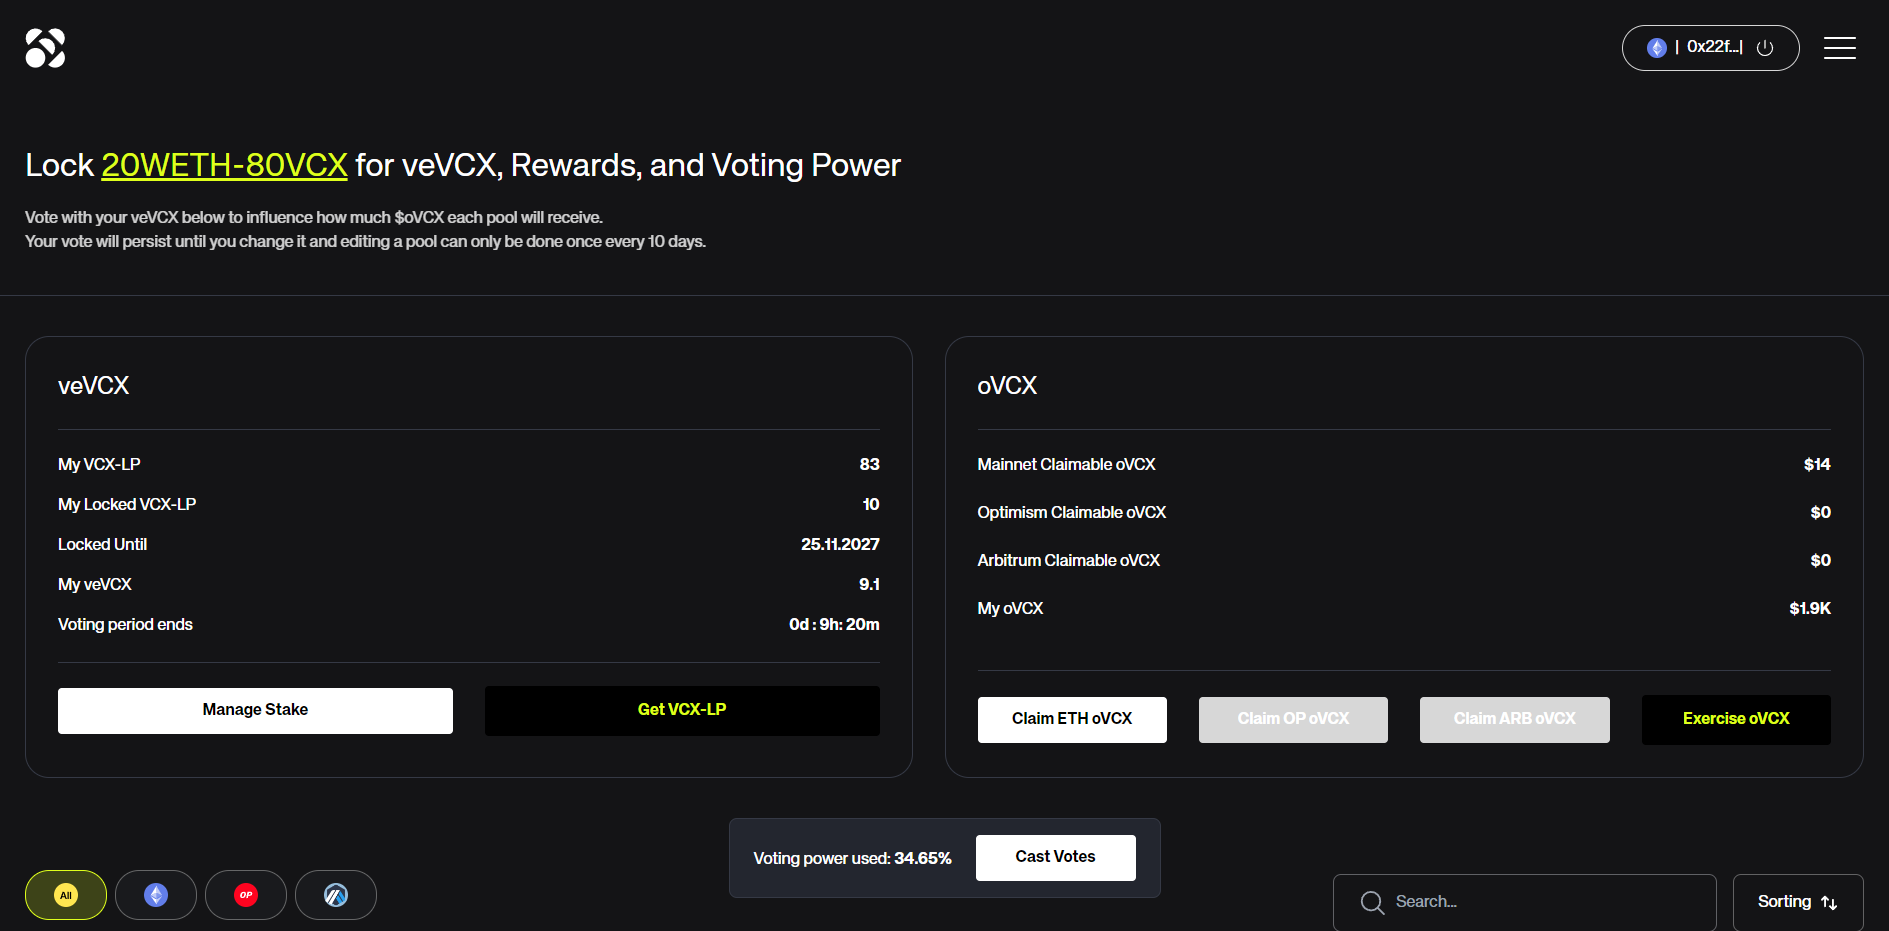 | 0x22f...|
Lock 20WETH-80VCX for veVCX, Rewards, and Voting Power
Vote with your veVCX below to influence how much $oVCX each pool will receive.
Your vote will persist until you change it and editing a pool can only be done once every 10 days.
veVCX
My VCX-LP 83
My Locked VCX-LP 10
Locked Until 25.11.2027
My veVCX 9.1
Voting period ends 0d : 9h: 20m
Manage Stake Get VCX-LP
oVCX
Mainnet Claimable oVCX $14
Optimism Claimable oVCX $0
Arbitrum Claimable oVCX $0
My oVCX $1.9K
Claim ETH oVCX Claim OP oVCX Claim ARB oVCX Exercise oVCX
Voting power used: 34.65% Cast Votes
All OP
Search... Sorting